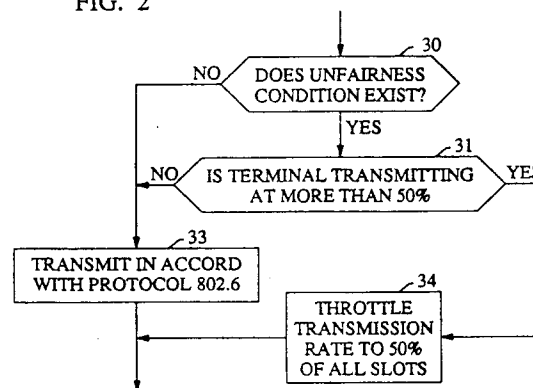 FIG. 2
30
DOES UNFAIRNESS
CONDITION EXIST?
NO
YES
31
IS TERMINAL TRANSMITTING
AT MORE THAN 50%
NO
YES
33
TRANSMIT IN ACCORD
WITH PROTOCOL 802.6
34
THROTTLE
TRANSMISSION
RATE TO 50%
OF ALL SLOTS